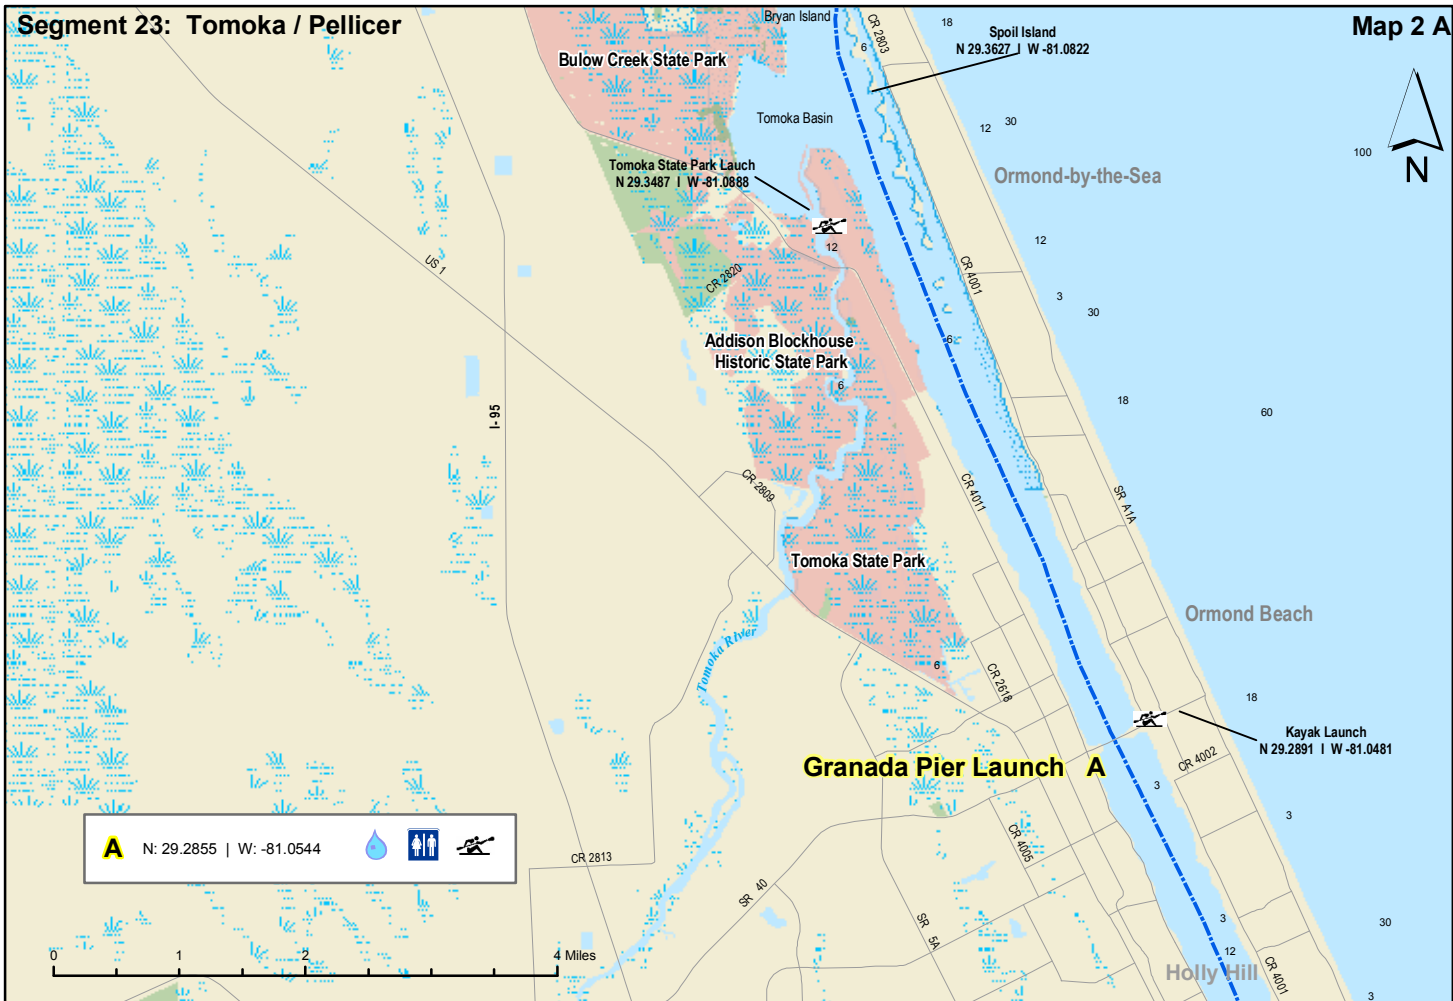 Segment 23: Tomoka / Pellicer
Map 2 A
Bryan Island
CR 2803
18
6
Spoil Island
N 29.3627 I W -81.0822
Bulow Creek State Park
Tomoka Basin
12
30
100
N
Tomoka State Park Lauch
N 29.3487 I W -81.0888
Ormond-by-the-Sea
12
12
US 1
CR 2820
CR 4001
3
30
6
Addison Blockhouse
Historic State Park
6
18
60
I-95
CR 2809
CR 4011
SR A1A
Tomoka State Park
Ormond Beach
Tomoka River
6
CR 2618
18
Kayak Launch
N 29.2891 I W -81.0481
CR 4002
Granada Pier Launch A
3
3
A N: 29.2855 | W: -81.0544
CR 4005
CR 2813
SR 40
SR 5A
3
30
12
0 1 2 4 Miles
Holly Hill
CR 4001
3